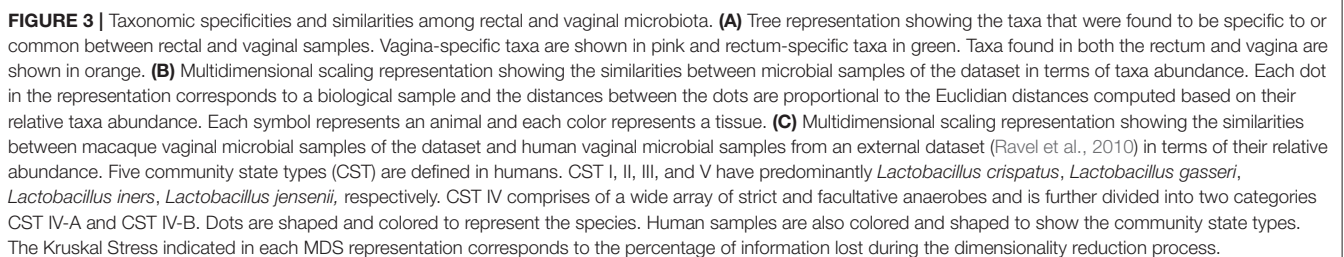 FIGURE 3 | Taxonomic specificities and similarities among rectal and vaginal microbiota. (A) Tree representation showing the taxa that were found to be specific to or
common between rectal and vaginal samples. Vagina-specific taxa are shown in pink and rectum-specific taxa in green. Taxa found in both the rectum and vagina are
shown in orange. (B) Multidimensional scaling representation showing the similarities between microbial samples of the dataset in terms of taxa abundance. Each dot
in the representation corresponds to a biological sample and the distances between the dots are proportional to the Euclidian distances computed based on their
relative taxa abundance. Each symbol represents an animal and each color represents a tissue. (C) Multidimensional scaling representation showing the similarities
between macaque vaginal microbial samples of the dataset and human vaginal microbial samples from an external dataset (Ravel et al., 2010) in terms of their relative
abundance. Five community state types (CST) are defined in humans. CST I, II, III, and V have predominantly Lactobacillus crispatus, Lactobacillus gasseri,
Lactobacillus iners, Lactobacillus jensenii, respectively. CST IV comprises of a wide array of strict and facultative anaerobes and is further divided into two categories
CST IV-A and CST IV-B. Dots are shaped and colored to represent the species. Human samples are also colored and shaped to show the community state types.
The Kruskal Stress indicated in each MDS representation corresponds to the percentage of information lost during the dimensionality reduction process.